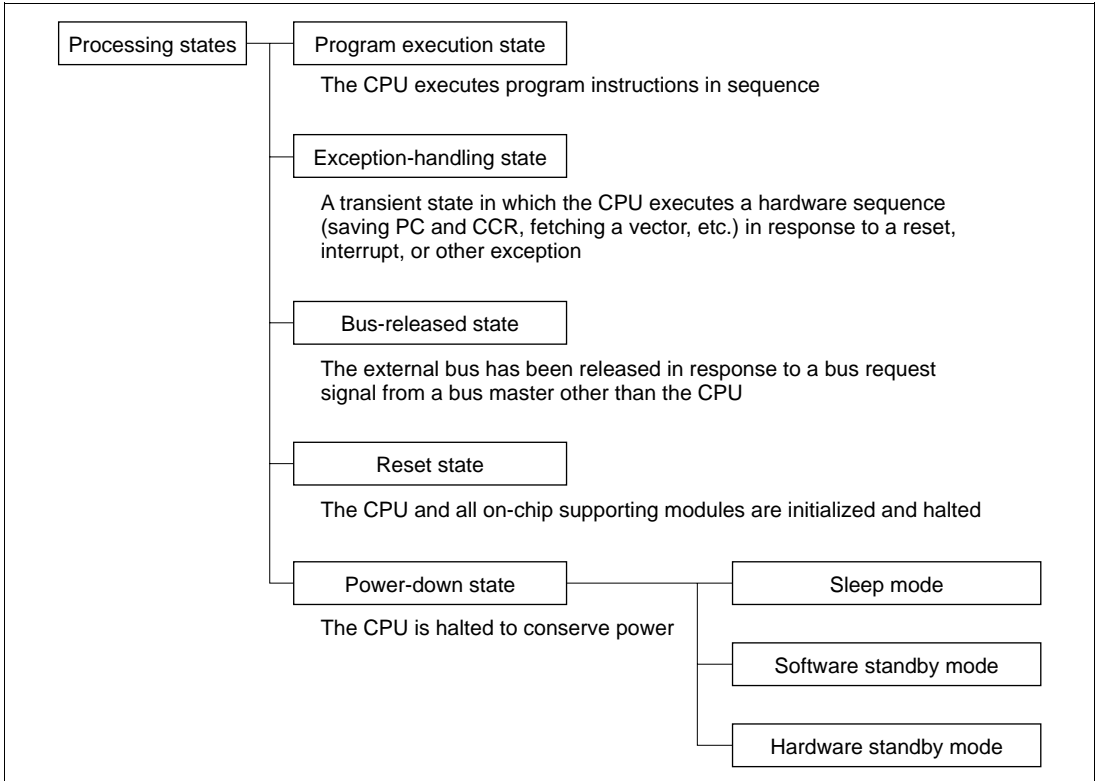 Processing states
Program execution state
The CPU executes program instructions in sequence
Exception-handling state
A transient state in which the CPU executes a hardware sequence
(saving PC and CCR, fetching a vector, etc.) in response to a reset,
interrupt, or other exception
Bus-released state
The external bus has been released in response to a bus request
signal from a bus master other than the CPU
Reset state
The CPU and all on-chip supporting modules are initialized and halted
Power-down state
The CPU is halted to conserve power
Sleep mode
Software standby mode
Hardware standby mode